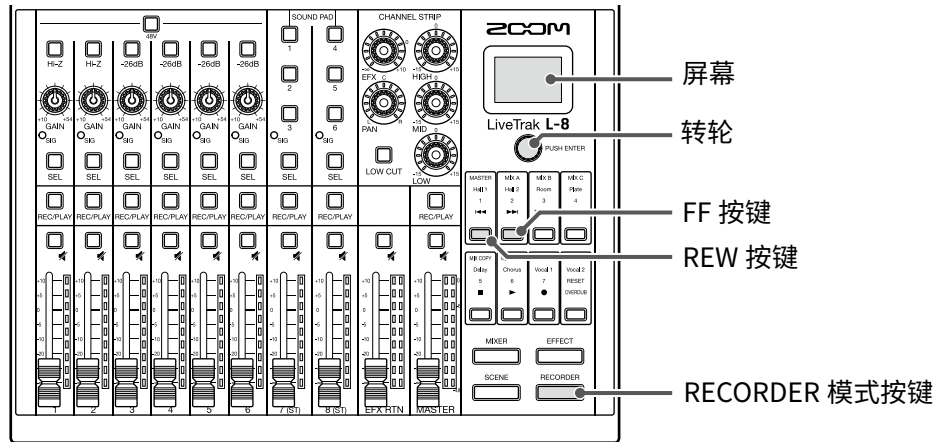 SOUND PAD
CHANNEL STRIP
ZOOM
48V
1
4
Hi-Z Hi-Z -26dB -26dB -26dB -26dB
2
5
EFX
HIGH
+10 GAIN +10 GAIN +10 GAIN +10 GAIN +10 GAIN +10 GAIN
SIG SIG SIG SIG SIG SIG
3
6
PAN
MID
LiveTrak L-8
PUSH ENTER
SEL SEL SEL SEL SEL SEL SEL SEL
LOW CUT
LOW
MASTER MIX A MIX B MIX C
Hall 1 Hall 2 Room Plate
1 2 3 4
REC/PLAY REC/PLAY REC/PLAY REC/PLAY REC/PLAY REC/PLAY REC/PLAY REC/PLAY REC/PLAY
MIX COPY
Delay Chorus Vocal 1 Vocal 2
5 6 7 RESET
OVERDUB
MIXER EFFECT
SCENE RECORDER
1 2 3 4 5 6 7 (ST) 8 (ST) EFX RTN MASTER
屏幕
转轮
FF 按键
REW 按键
RECORDER 模式按键